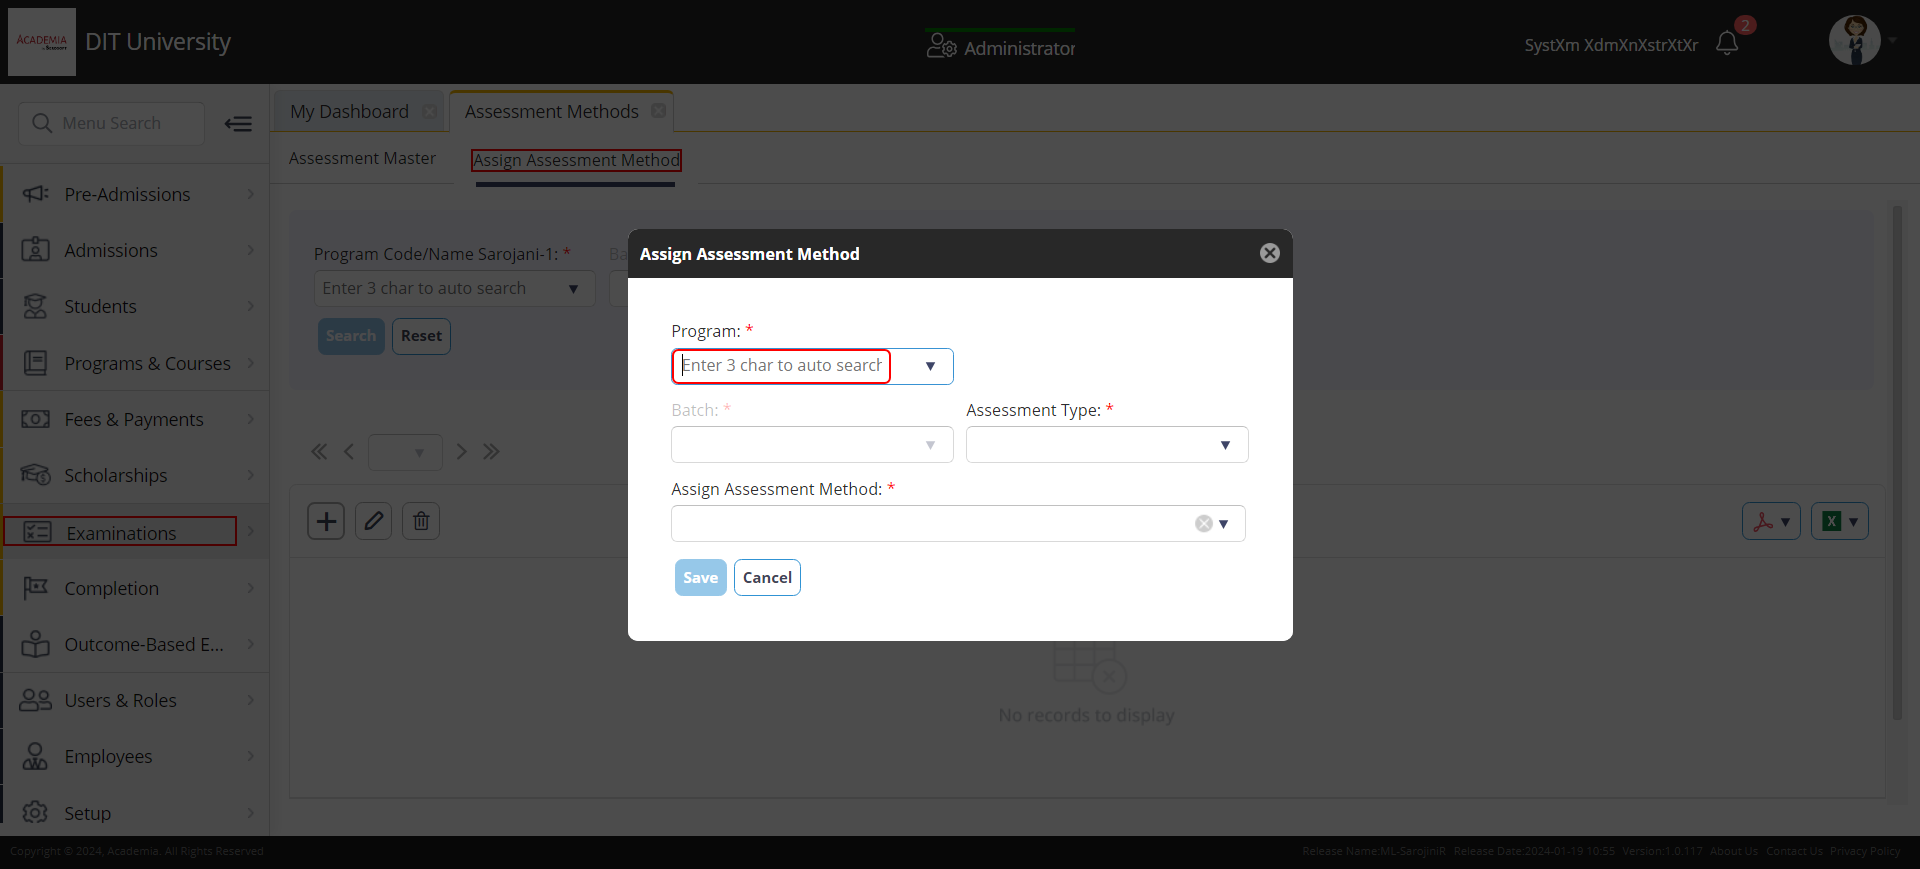 ACADEMIA
DIT University
Administrator
SystXm XdmXnXstrXtXr
2
Menu Search
My Dashboard
Assessment Methods
Assessment Master
Assign Assessment Method
Pre-Admissions
Admissions
Students
Programs & Courses
Fees & Payments
Scholarships
Examinations
Completion
Outcome-Based E...
Users & Roles
Employees
Setup
Program Code/Name Sarojani-1: *
Ba
Enter 3 char to auto search
Search
Reset
Assign Assessment Method
Program: *
Enter 3 char to auto search
Batch: *
Assessment Type: *
Assign Assessment Method: *
Save
Cancel
No records to display
Copyright © 2024, Academia. All Rights Reserved
Release Name:ML-SarojiniR Release Date:2024-01-19 10:55 Version:1.0.117 About Us Contact Us Privacy Policy